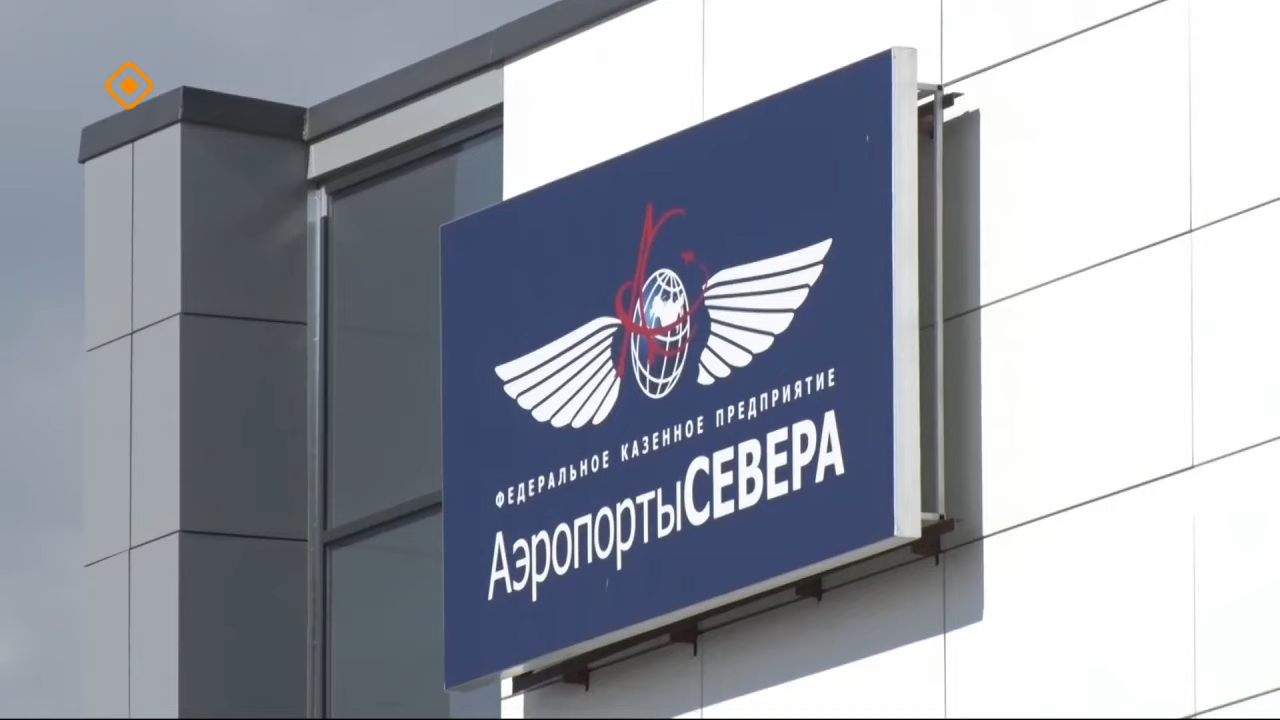 ФЕДЕРАЛЬНОЕ КАЗЕННОЕ ПРЕДПРИЯТИЕ
АэропортыСЕВЕРА